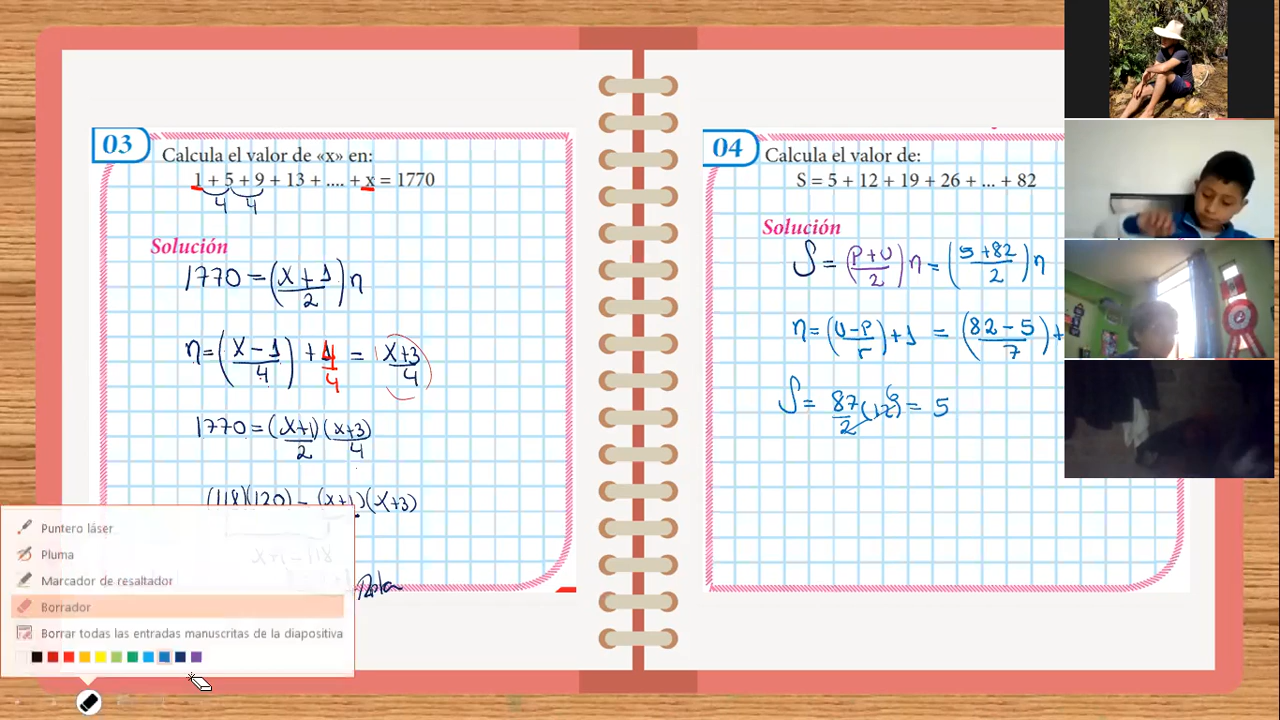 03
Calcula el valor de «x» en:
1 + 5 + 9 + 13 + .... + x = 1770
4 4
Solución
1770 = (x + 1 / 2) n
n = (x - 1 / 4) + 4/4 = x+3 / 4
1770 = (x+1 / 2)(x+3 / 4)
(118)(120) = (x+1)(x+3)
Puntero láser
Pluma
Marcador de resaltador
Borrador
Borrar todas las entradas manuscritas de la diapositiva
04
Calcula el valor de:
S = 5 + 12 + 19 + 26 + ... + 82
Solución
S = (P+U / 2) n = (5+82 / 2) n
n = (U-P / r) + 1 = (82 - 5 / 7) +
S = 87/2 (12) 6 = 5